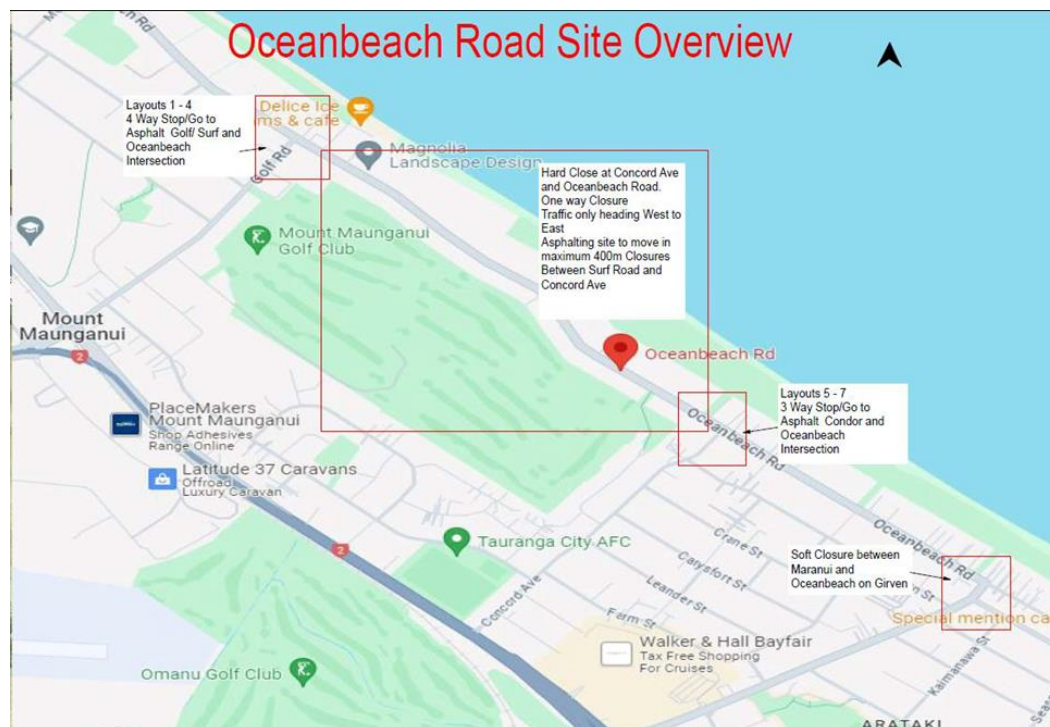 Oceanbeach Road Site Overview
Layouts 1 - 4
4 Way Stop/Go to
Asphalt Golf/ Surf and
Oceanbeach
Intersection
Delice Ice
ms & cafe
Magnolia
Landscape Design
Golf Rd
Hard Close at Concord Ave
and Oceanbeach Road.
One way Closure
Traffic only heading West to
East
Asphalting site to move in
maximum 400m Closures
Between Surf Road and
Concord Ave
Mount Maunganui
Golf Club
Mount
Maunganui
2
Oceanbeach Rd
PlaceMakers
Mount Maunganui
Shop Adhesives
Range Online
Latitude 37 Caravans
Offroad
Luxury Caravan
Layouts 5 - 7
3 Way Stop/Go to
Asphalt Condor and
Oceanbeach
Intersection
Oceanbeach Rd
Tauranga City AFC
2
Crane St
Carysfort St
Leander St
Farm St
Concord Ave
Oceanbeach Rd
Soft Closure between
Maranui and
Oceanbeach on Girven
on St
Special mention ca
Walker & Hall Bayfair
Tax Free Shopping
For Cruises
Kaimanawa St
Omanu Golf Club
ARATAKI